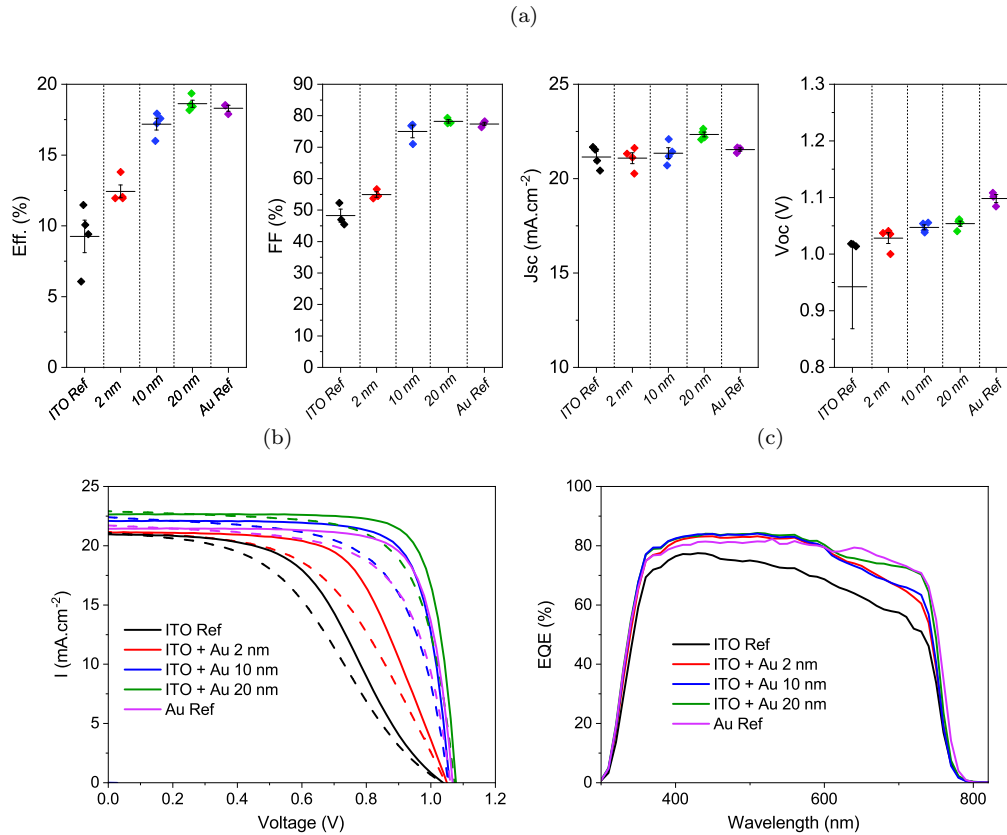 (a)
Eff. (%)
20
15
10
5
0
ITO Ref
2 nm
10 nm
20 nm
Au Ref
FF (%)
90
80
70
60
50
40
30
20
10
0
ITO Ref
2 nm
10 nm
20 nm
Au Ref
Jsc (mA.cm-2)
25
20
15
10
ITO Ref
2 nm
10 nm
20 nm
Au Ref
Voc (V)
1.3
1.2
1.1
1.0
0.9
0.8
ITO Ref
2 nm
10 nm
20 nm
Au Ref
(b)
I (mA.cm-2)
25
20
15
10
5
0
ITO Ref
ITO + Au 2 nm
ITO + Au 10 nm
ITO + Au 20 nm
Au Ref
0.0 0.2 0.4 0.6 0.8 1.0 1.2
Voltage (V)
(c)
EQE (%)
100
80
60
40
20
0
ITO Ref
ITO + Au 2 nm
ITO + Au 10 nm
ITO + Au 20 nm
Au Ref
400 600 800
Wavelength (nm)